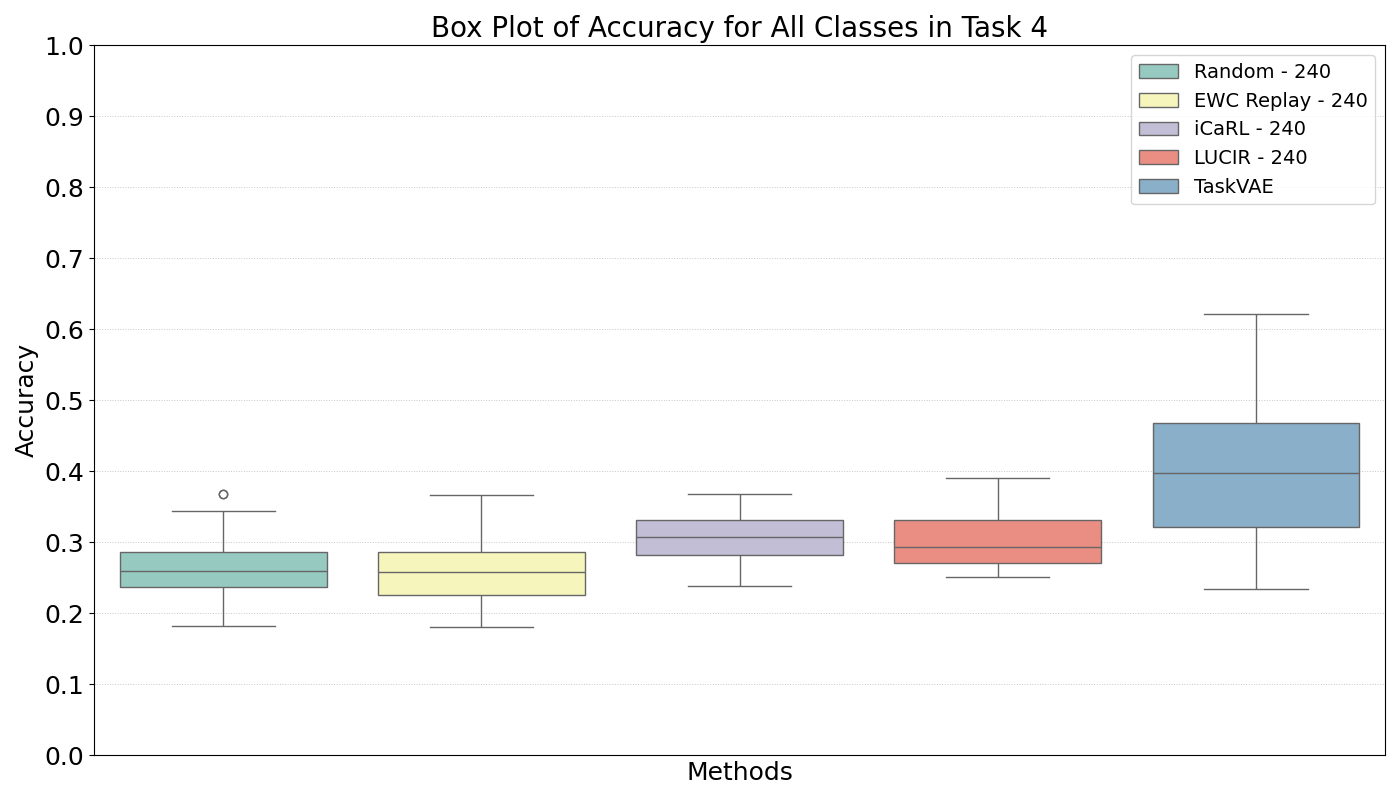 Box Plot of Accuracy for All Classes in Task 4
1.0
0.9
0.8
0.7
0.6
0.5
0.4
0.3
0.2
0.1
0.0
Accuracy
Methods
Random - 240
EWC Replay - 240
iCaRL - 240
LUCIR - 240
TaskVAE